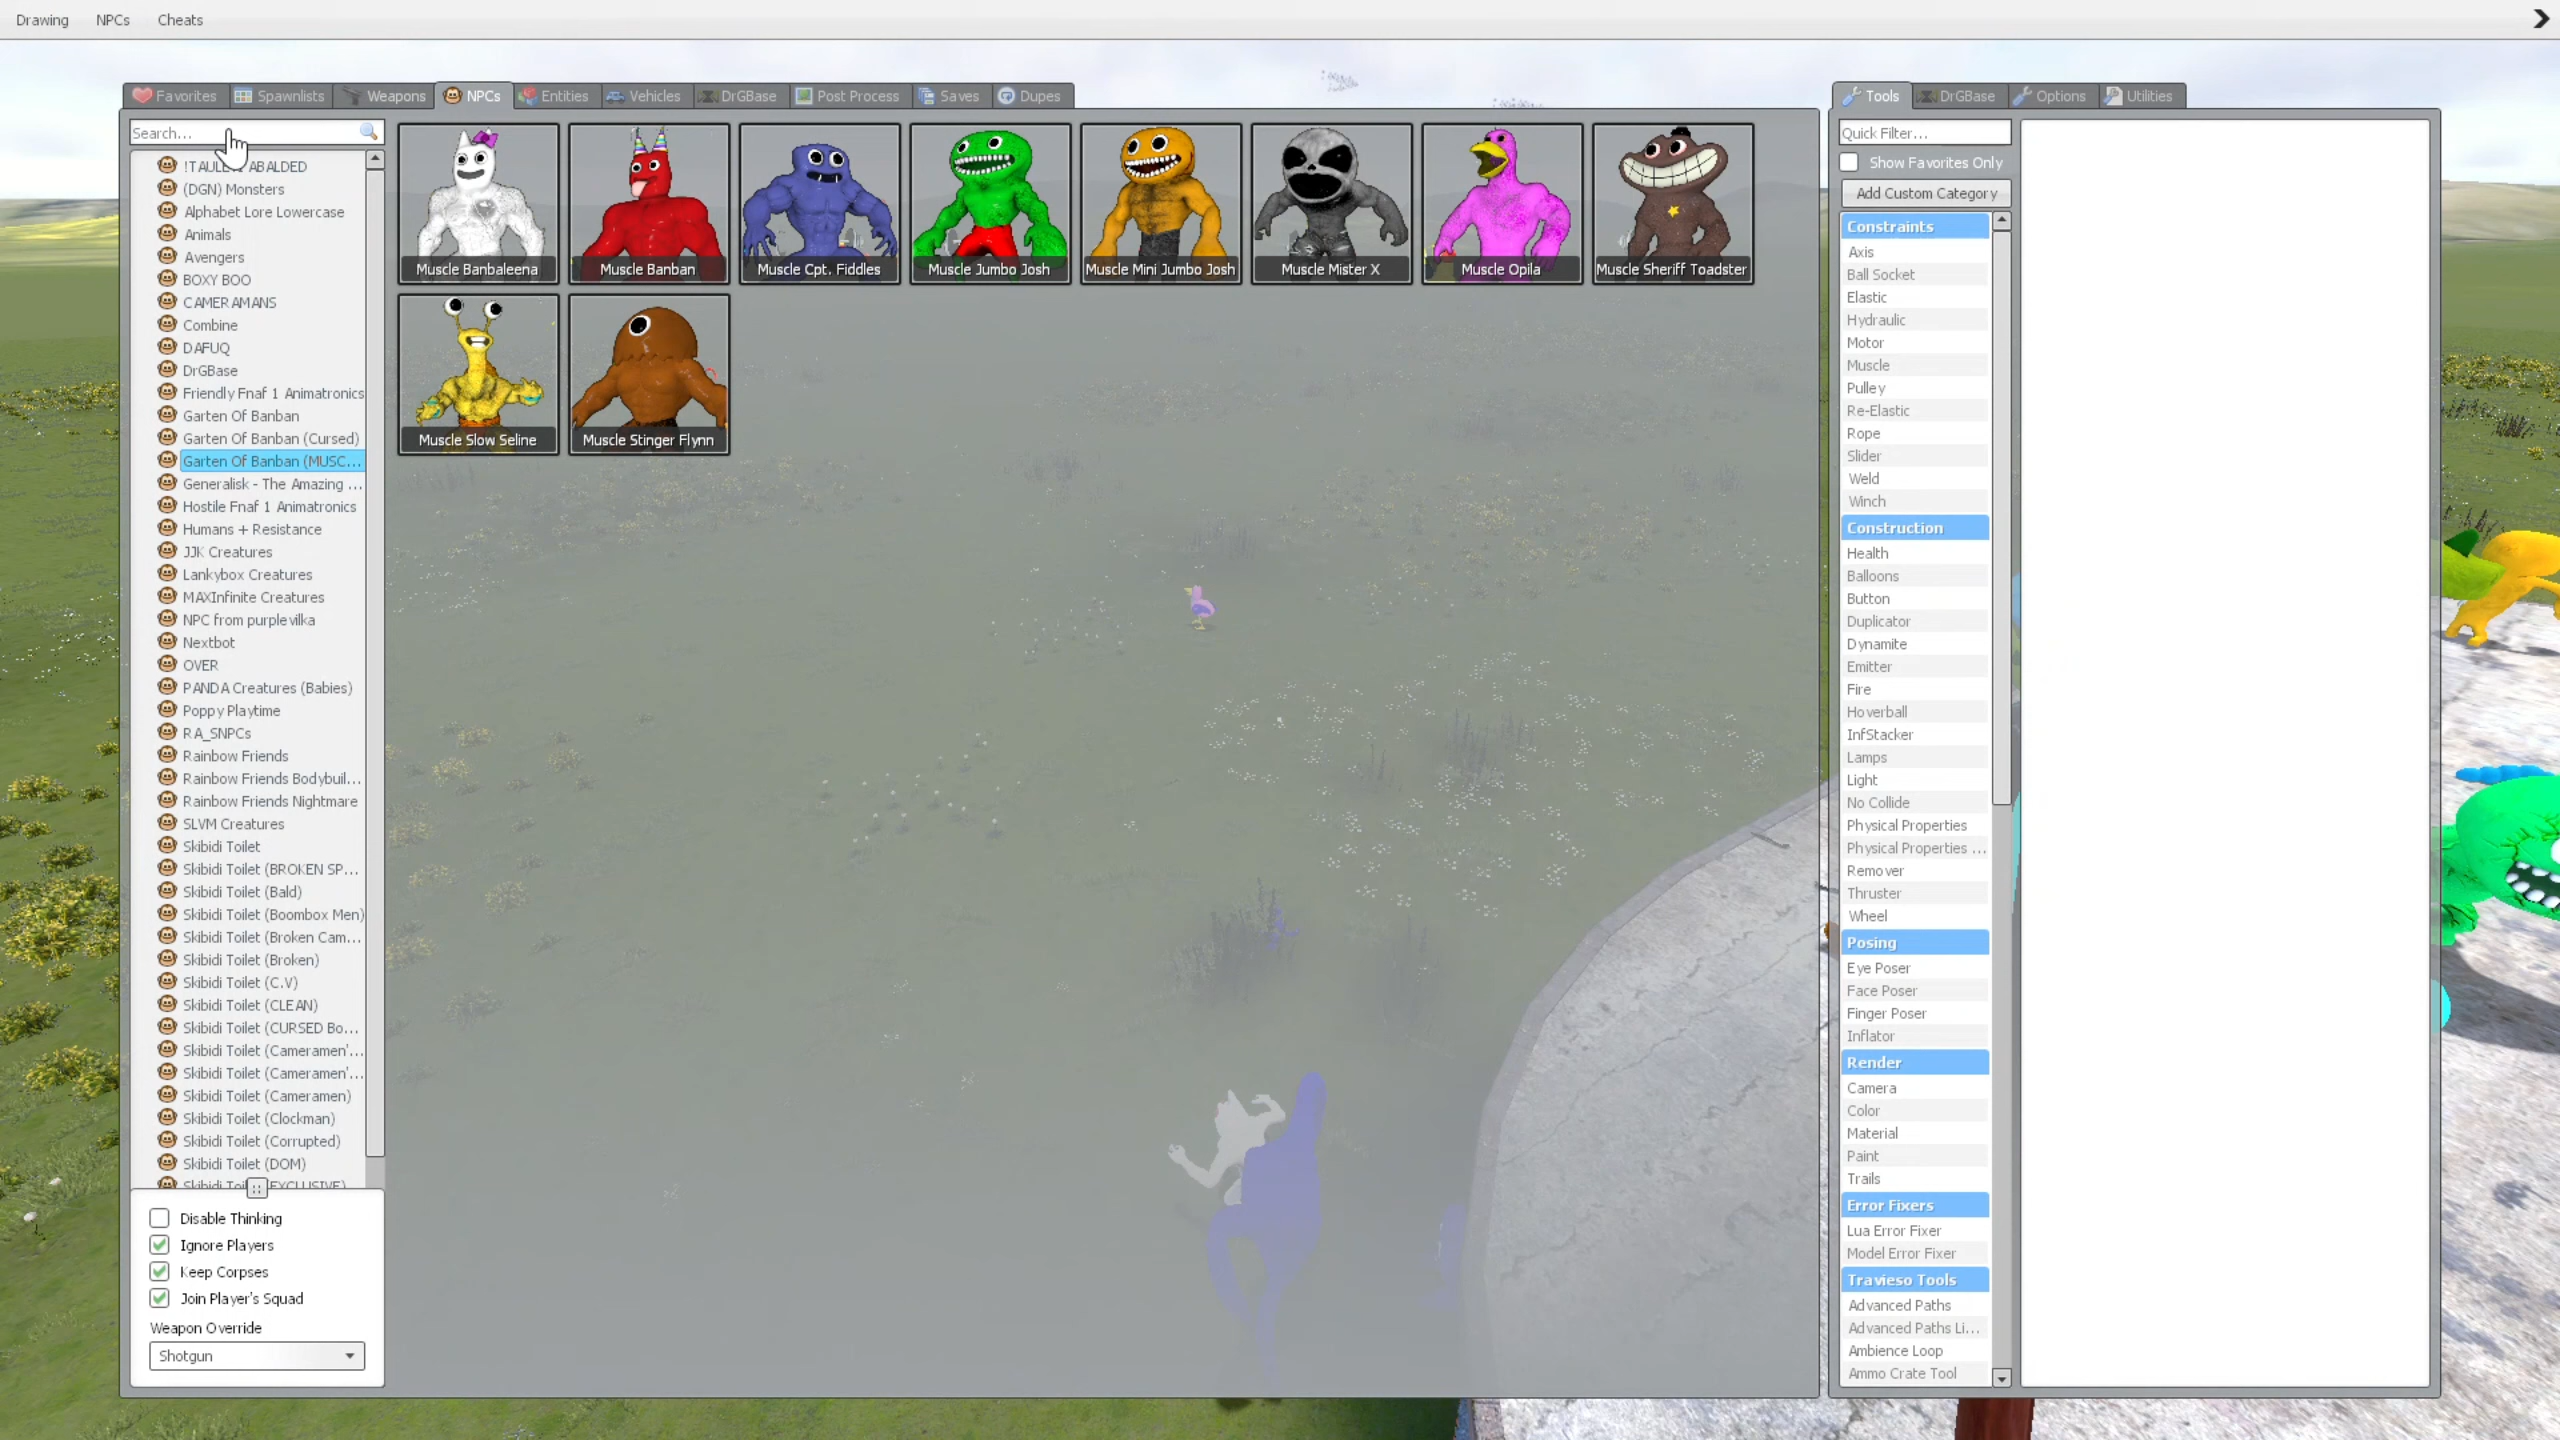 Drawing NPCs Cheats
Favorites Spawnlists Weapons NPCs Entities Vehicles DrGBase Post Process Saves Dupes
Search...
(DGN) Monsters
Alphabet Lore Lowercase
Animals
Avengers
BOXY BOO
CAMERAMANS
Combine
DAFUQ
DrGBase
Friendly Fnaf 1 Animatronics
Garten Of Banban
Garten Of Banban (Cursed)
Garten Of Banban (MUSC...
Generalisk - The Amazing ...
Hostile Fnaf 1 Animatronics
Humans + Resistance
JJK Creatures
Lankybox Creatures
MAXInfinite Creatures
NPC from purplevilka
Nextbot
OVER
PANDA Creatures (Babies)
Poppy Playtime
RA_SNPCs
Rainbow Friends
Rainbow Friends Bodybuil...
Rainbow Friends Nightmare
SLVM Creatures
Skibidi Toilet
Skibidi Toilet (BROKEN SP...
Skibidi Toilet (Bald)
Skibidi Toilet (Boombox Men)
Skibidi Toilet (Broken Cam...
Skibidi Toilet (Broken)
Skibidi Toilet (C.V)
Skibidi Toilet (CLEAN)
Skibidi Toilet (CURSED Bo...
Skibidi Toilet (Cameramen'...
Skibidi Toilet (Cameramen'...
Skibidi Toilet (Cameramen)
Skibidi Toilet (Clockman)
Skibidi Toilet (Corrupted)
Skibidi Toilet (DOM)
Disable Thinking
Ignore Players
Keep Corpses
Join Player's Squad
Weapon Override
Shotgun
Muscle Banbaleena
Muscle Banban
Muscle Cpt. Fiddles
Muscle Jumbo Josh
Muscle Mini Jumbo Josh
Muscle Mister X
Muscle Opila
Muscle Sheriff Toadster
Muscle Slow Seline
Muscle Stinger Flynn
Tools DrGBase Options Utilities
Quick Filter...
Show Favorites Only
Add Custom Category
Constraints
Axis
Ball Socket
Elastic
Hydraulic
Motor
Muscle
Pulley
Re-Elastic
Rope
Slider
Weld
Winch
Construction
Health
Balloons
Button
Duplicator
Dynamite
Emitter
Fire
Hoverball
InfStacker
Lamps
Light
No Collide
Physical Properties
Physical Properties ...
Remover
Thruster
Wheel
Posing
Eye Poser
Face Poser
Finger Poser
Inflator
Render
Camera
Color
Material
Paint
Trails
Error Fixers
Lua Error Fixer
Model Error Fixer
Travieso Tools
Advanced Paths
Advanced Paths Li...
Ambience Loop
Ammo Crate Tool